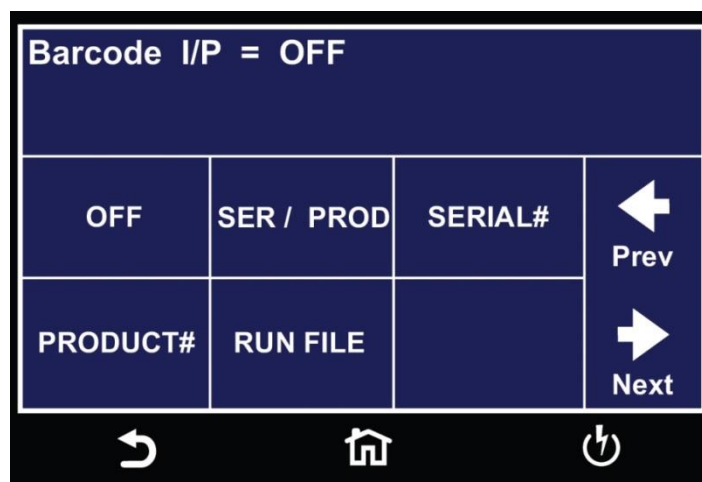 Barcode I/P = OFF
OFF
SER / PROD
SERIAL#
Prev
PRODUCT#
RUN FILE
Next